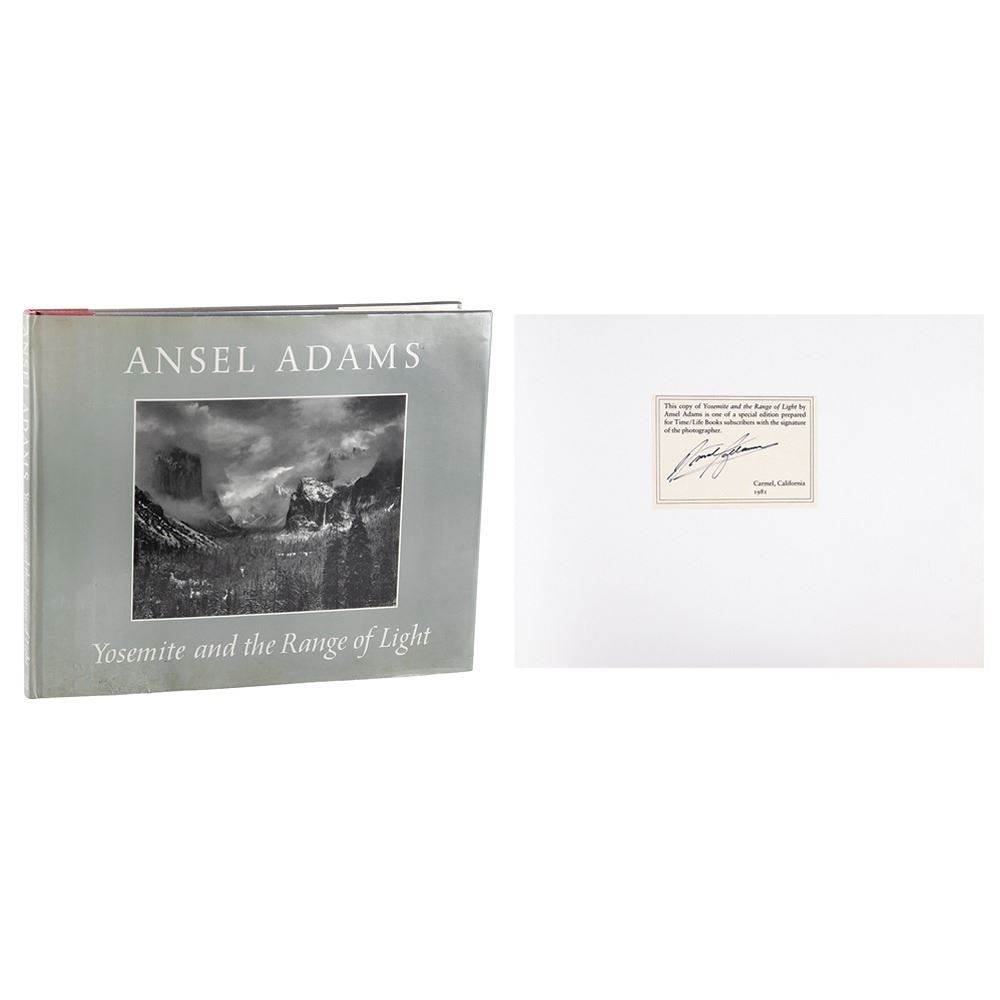 ANSEL ADAMS
Yosemite and the Range of Light
This copy of Yosemite and the Range of Light by
Ansel Adams is one of a special edition prepared
for Time/Life Books subscribers with the signature
of the photographer.
Ansel Adams
Carmel, California
1981